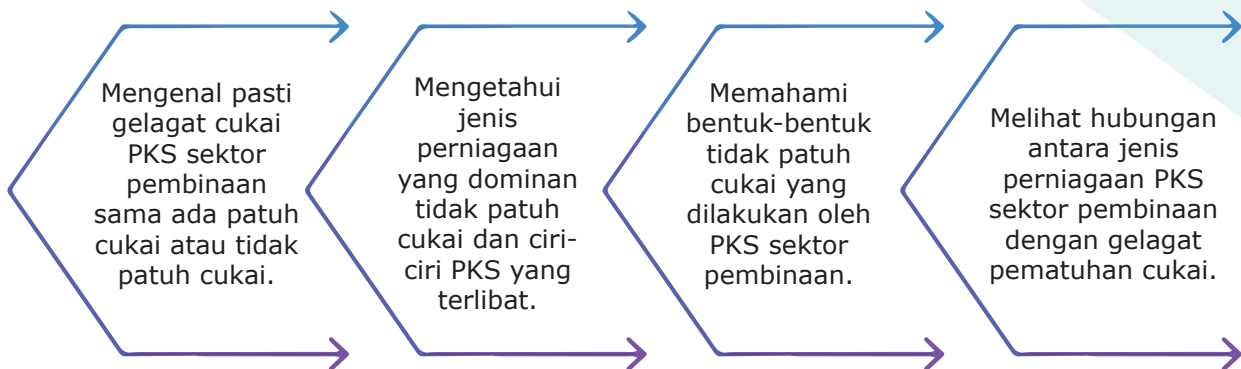 Mengenal pasti
gelagat cukai
PKS sektor
pembinaan
sama ada patuh
cukai atau tidak
patuh cukai.
Mengetahui
jenis
perniagaan
yang dominan
tidak patuh
cukai dan ciri-
ciri PKS yang
terlibat.
Memahami
bentuk-bentuk
tidak patuh
cukai yang
dilakukan oleh
PKS sektor
pembinaan.
Melihat hubungan
antara jenis
perniagaan PKS
sektor pembinaan
dengan gelagat
pematuhan cukai.